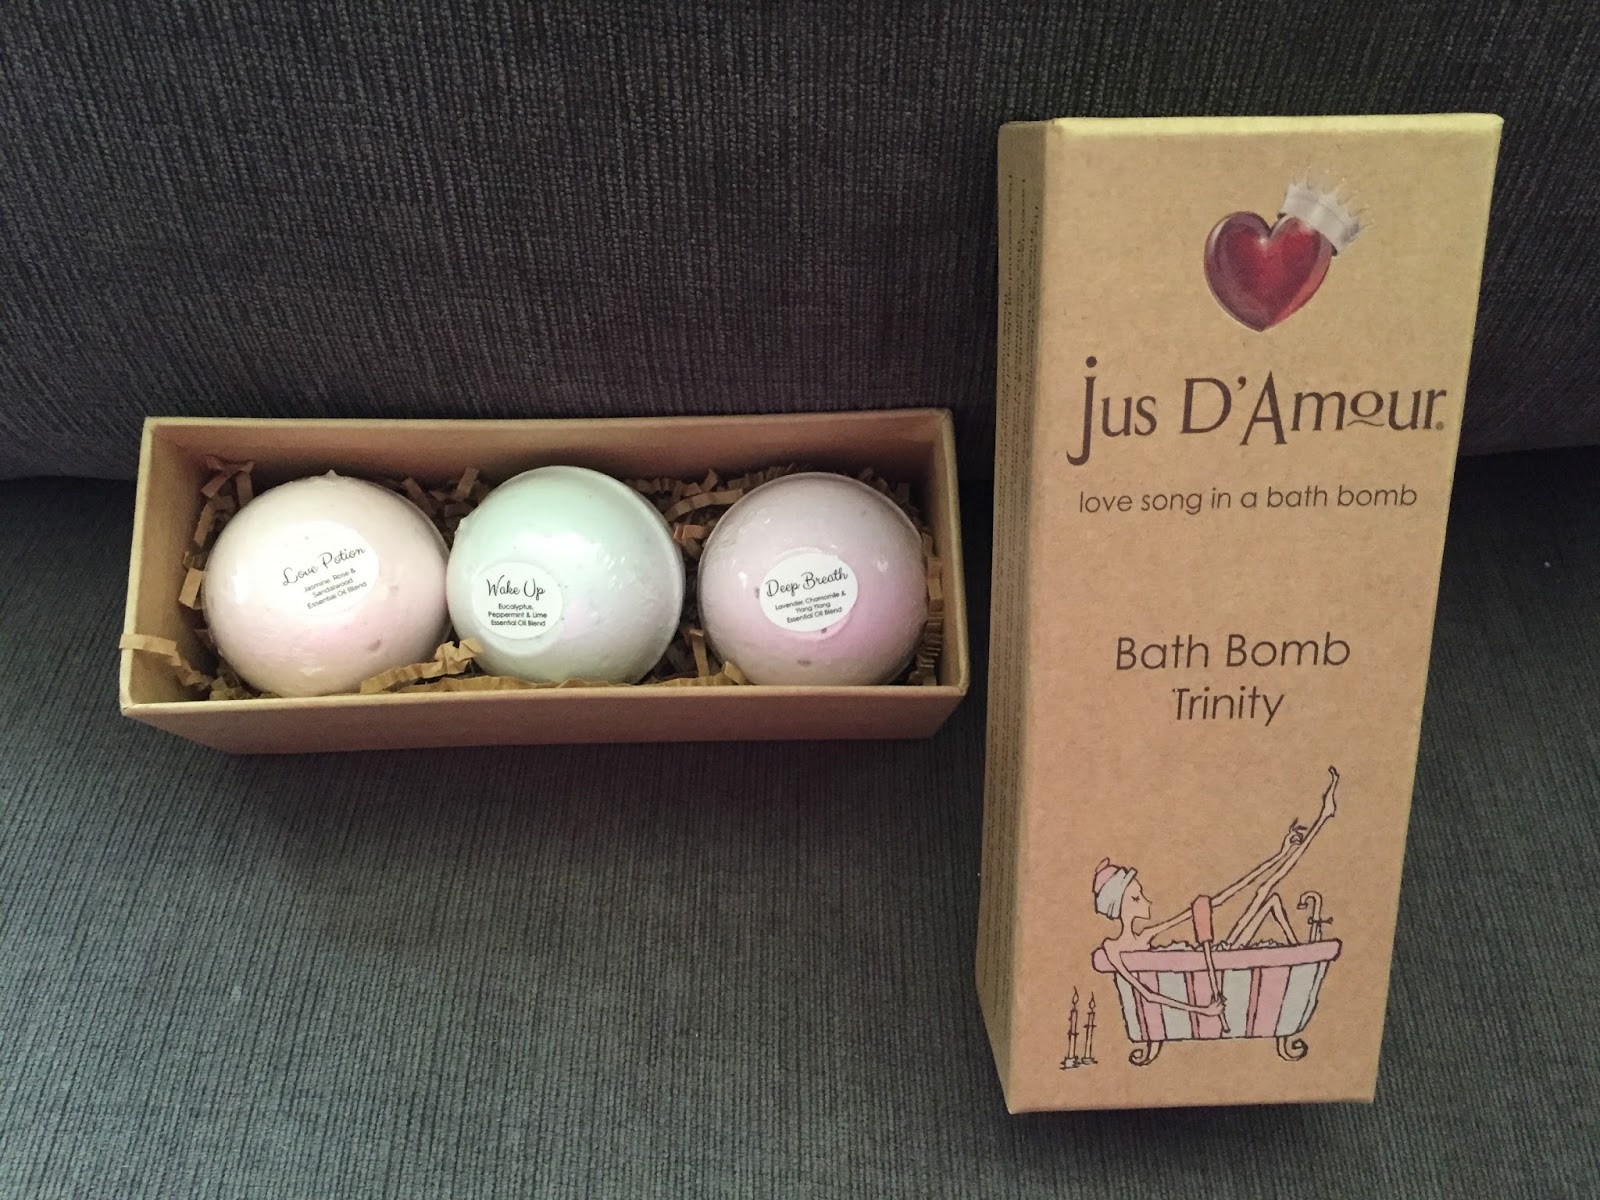 Love Potion
Jasmine, Rose &
Sandalwood
Essential Oil Blend
Wake Up
Eucalyptus,
Peppermint & Lime
Essential Oil Blend
Deep Breath
Lavender, Chamomile &
Ylang Ylang
Essential Oil Blend
jus D'Amour®
love song in a bath bomb
Bath Bomb
Trinity